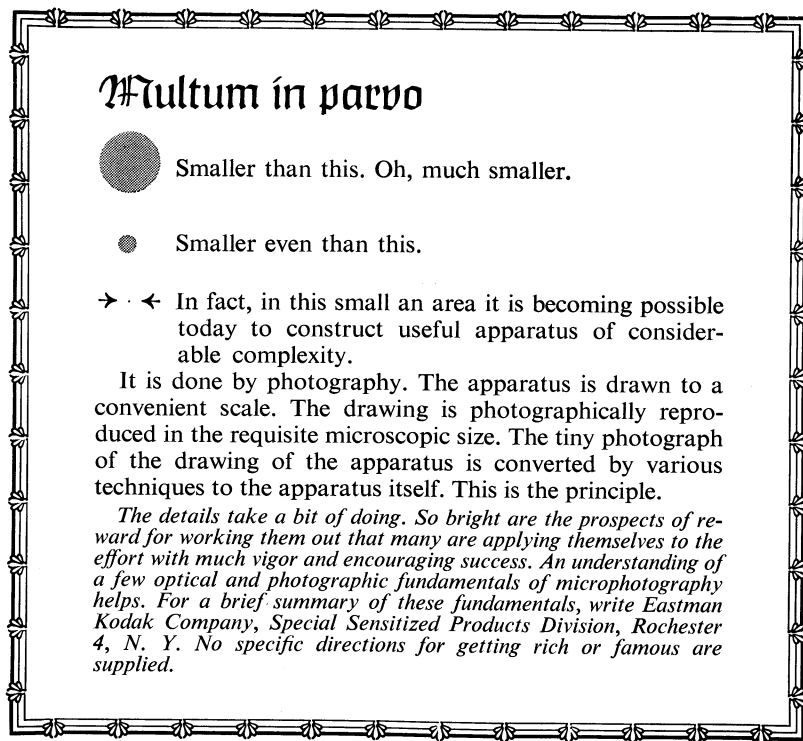 Multum in parvo
Smaller than this. Oh, much smaller.
Smaller even than this.
→ · ← In fact, in this small an area it is becoming possible
today to construct useful apparatus of consider-
able complexity.
It is done by photography. The apparatus is drawn to a
convenient scale. The drawing is photographically repro-
duced in the requisite microscopic size. The tiny photograph
of the drawing of the apparatus is converted by various
techniques to the apparatus itself. This is the principle.
The details take a bit of doing. So bright are the prospects of re-
ward for working them out that many are applying themselves to the
effort with much vigor and encouraging success. An understanding of
a few optical and photographic fundamentals of microphotography
helps. For a brief summary of these fundamentals, write Eastman
Kodak Company, Special Sensitized Products Division, Rochester
4, N. Y. No specific directions for getting rich or famous are
supplied.